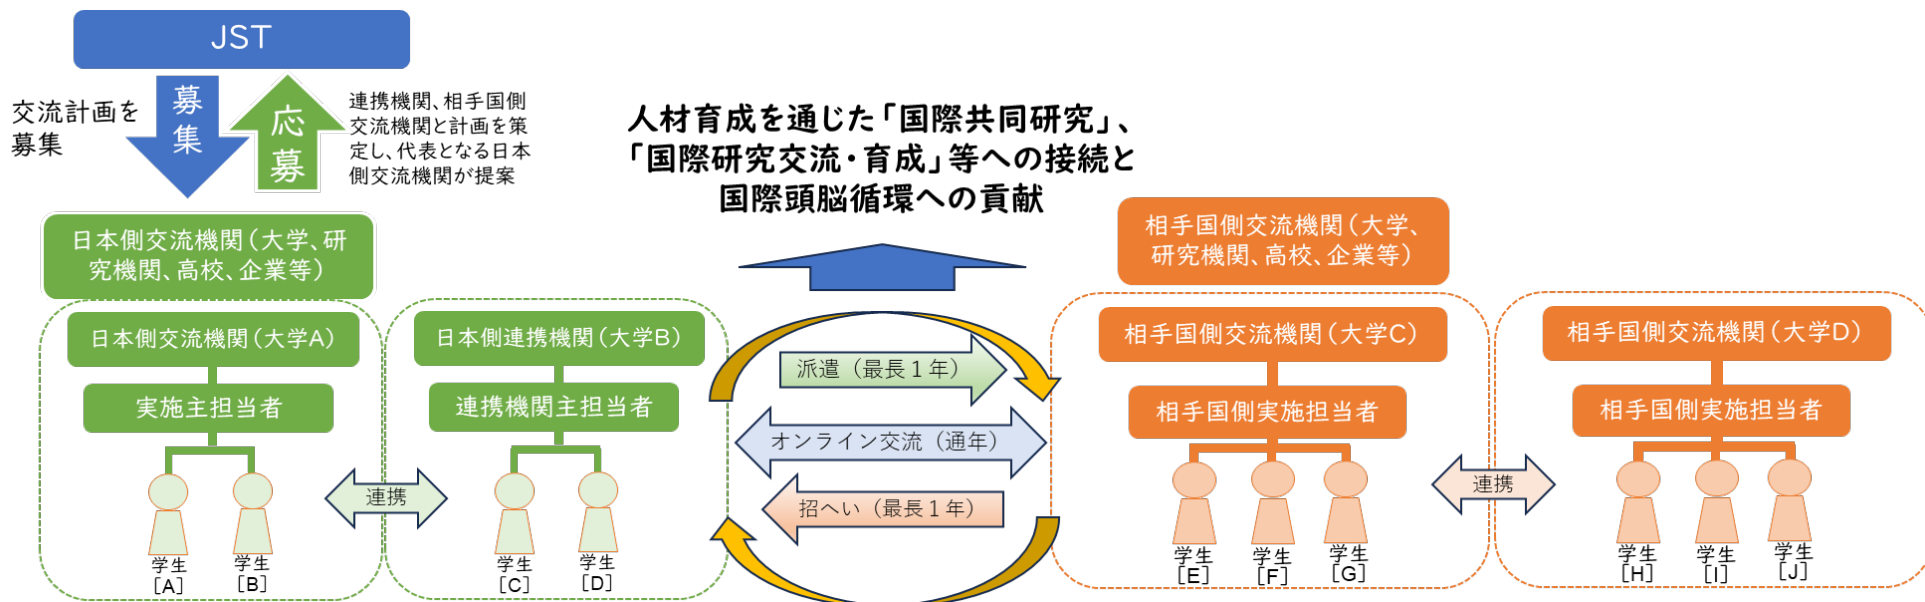 JST
交流計画を
募集
募集
応募
連携機関、相手国側
交流機関と計画を策
定し、代表となる日本
側交流機関が提案
人材育成を通じた「国際共同研究」、
「国際研究交流・育成」等への接続と
国際頭脳循環への貢献
日本側交流機関（大学、研
究機関、高校、企業等）
相手国側交流機関（大学、
研究機関、高校、企業等）
日本側交流機関（大学A）
実施主担当者
学生
[A]
学生
[B]
連携
日本側連携機関（大学B）
連携機関主担当者
学生
[C]
学生
[D]
派遣（最長１年）
オンライン交流（通年）
招へい（最長１年）
相手国側交流機関（大学C）
相手国側実施担当者
学生
[E]
学生
[F]
学生
[G]
連携
相手国側交流機関（大学D）
相手国側実施担当者
学生
[H]
学生
[I]
学生
[J]